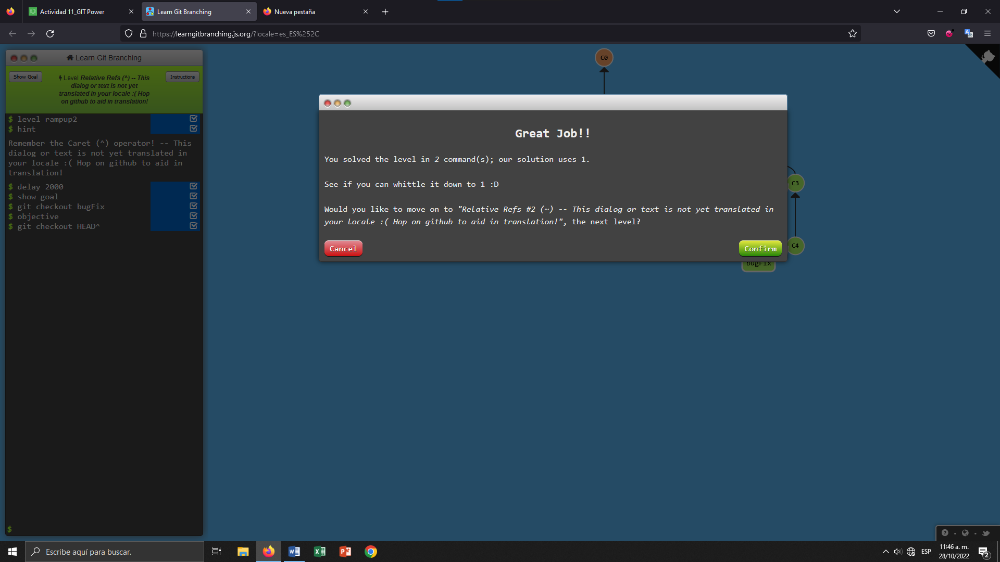 Actividad 11_GIT Power
Learn Git Branching
Nueva pestaña
https://learngitbranching.js.org/?locale=es_ES%252C
Learn Git Branching
Show Goal
Level Relative Refs (^) -- This
dialog or text is not yet
translated in your locale :( Hop
on github to aid in translation!
Instructions
$ level rampup2
$ hint
Remember the Caret (^) operator! -- This
dialog or text is not yet translated in
your locale :( Hop on github to aid in
translation!
$ delay 2000
$ show goal
$ git checkout bugFix
$ objective
$ git checkout HEAD^
$
C0
Great Job!!
You solved the level in 2 command(s); our solution uses 1.
See if you can whittle it down to 1 :D
Would you like to move on to "Relative Refs #2 (~) -- This dialog or text is not yet translated in
your locale :( Hop on github to aid in translation!", the next level?
Cancel
Confirm
C3
C4
bugFix
Escribe aquí para buscar.
ESP
11:46 a. m.
28/10/2022
2